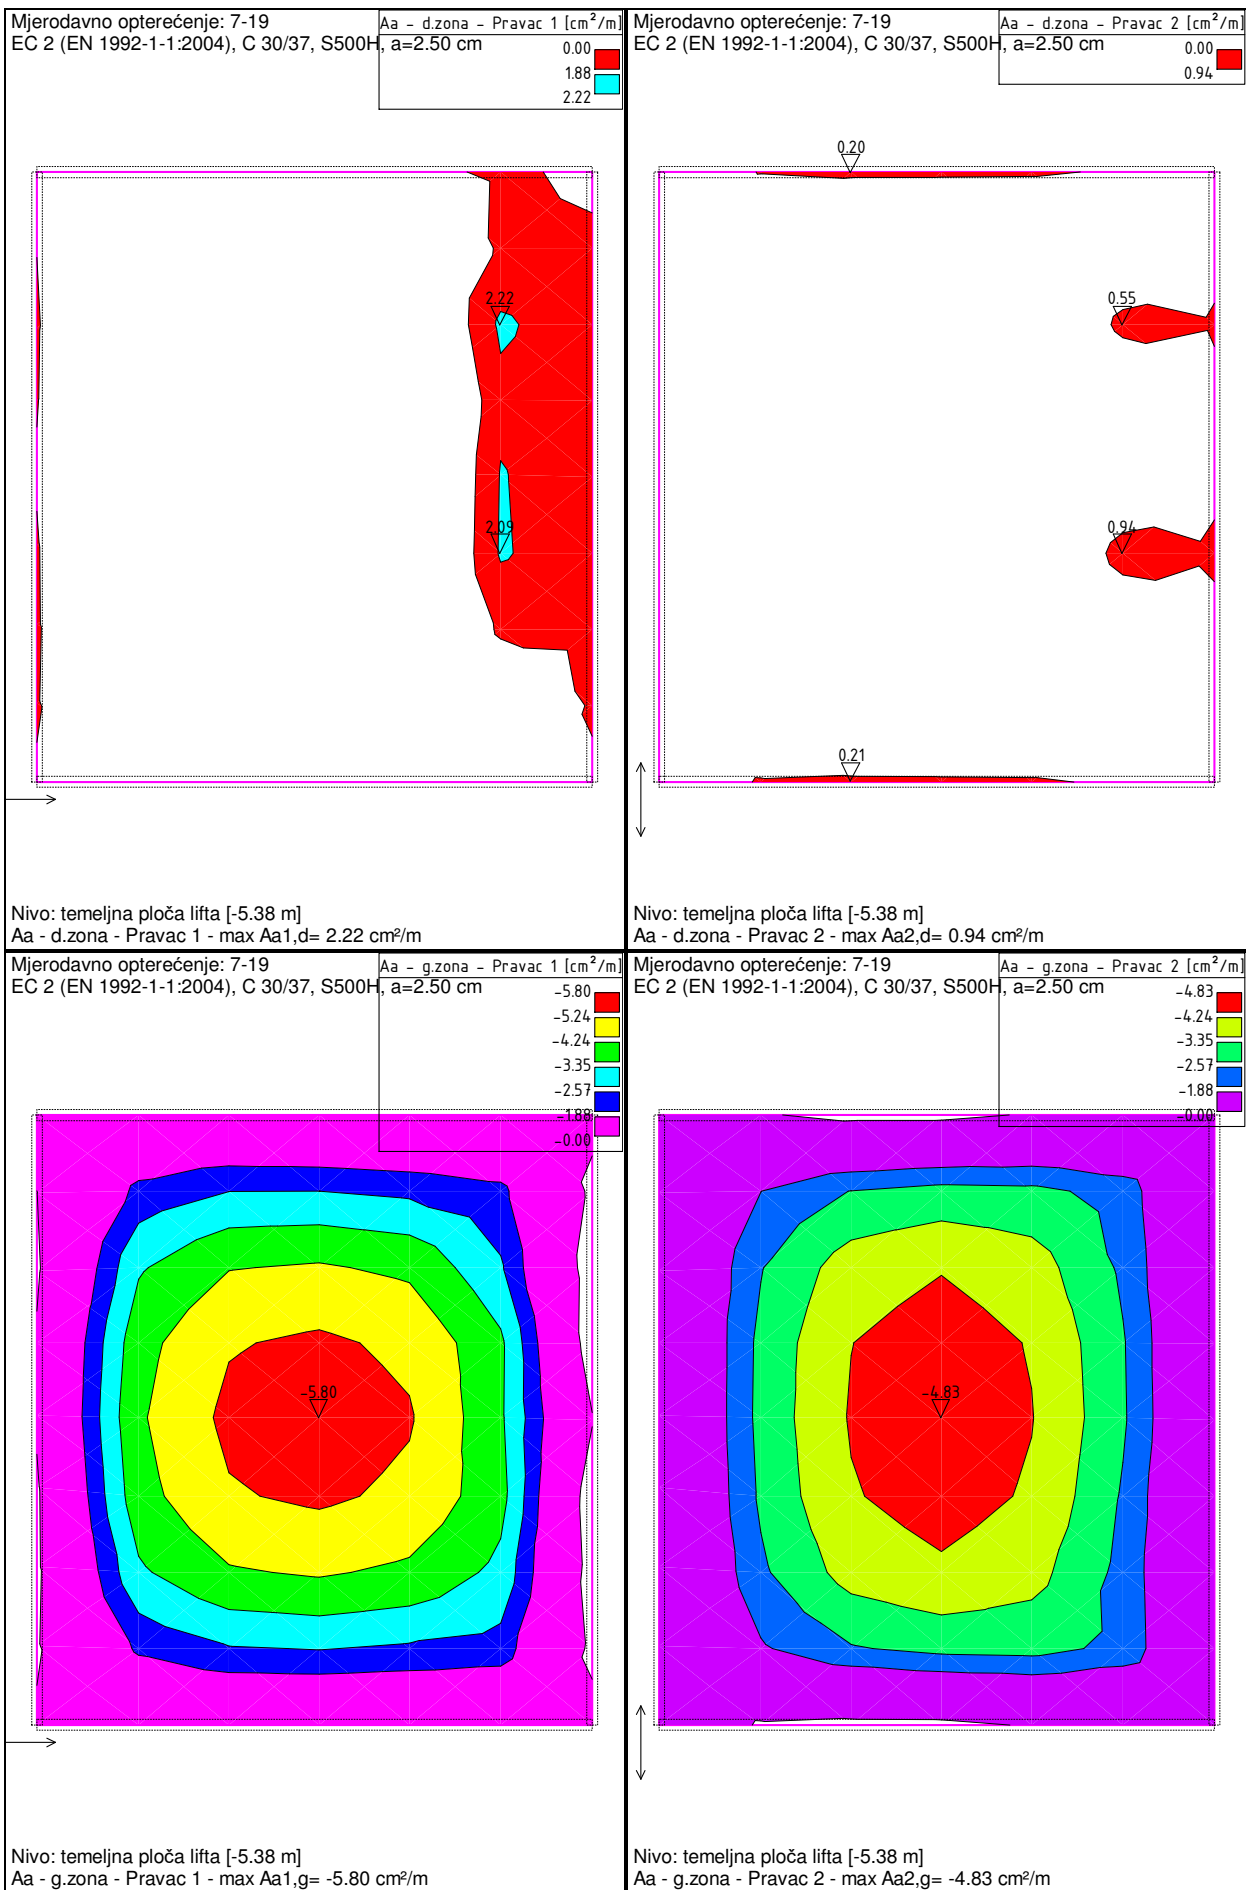 Mjerodavno opterećenje: 7-19
EC 2 (EN 1992-1-1:2004), C 30/37, S500H, a=2.50 cm
Aa - d.zona - Pravac 1 [cm²/m]
0.00
1.88
2.22
2.22
2.09
Nivo: temeljna ploča lifta [-5.38 m]
Aa - d.zona - Pravac 1 - max Aa1,d= 2.22 cm²/m
Mjerodavno opterećenje: 7-19
EC 2 (EN 1992-1-1:2004), C 30/37, S500H, a=2.50 cm
Aa - d.zona - Pravac 2 [cm²/m]
0.00
0.94
0.20
0.55
0.94
0.21
Nivo: temeljna ploča lifta [-5.38 m]
Aa - d.zona - Pravac 2 - max Aa2,d= 0.94 cm²/m
Mjerodavno opterećenje: 7-19
EC 2 (EN 1992-1-1:2004), C 30/37, S500H, a=2.50 cm
Aa - g.zona - Pravac 1 [cm²/m]
-5.80
-5.24
-4.24
-3.35
-2.57
-1.88
-0.00
-5.80
Nivo: temeljna ploča lifta [-5.38 m]
Aa - g.zona - Pravac 1 - max Aa1,g= -5.80 cm²/m
Mjerodavno opterećenje: 7-19
EC 2 (EN 1992-1-1:2004), C 30/37, S500H, a=2.50 cm
Aa - g.zona - Pravac 2 [cm²/m]
-4.83
-4.24
-3.35
-2.57
-1.88
-0.00
-4.83
Nivo: temeljna ploča lifta [-5.38 m]
Aa - g.zona - Pravac 2 - max Aa2,g= -4.83 cm²/m